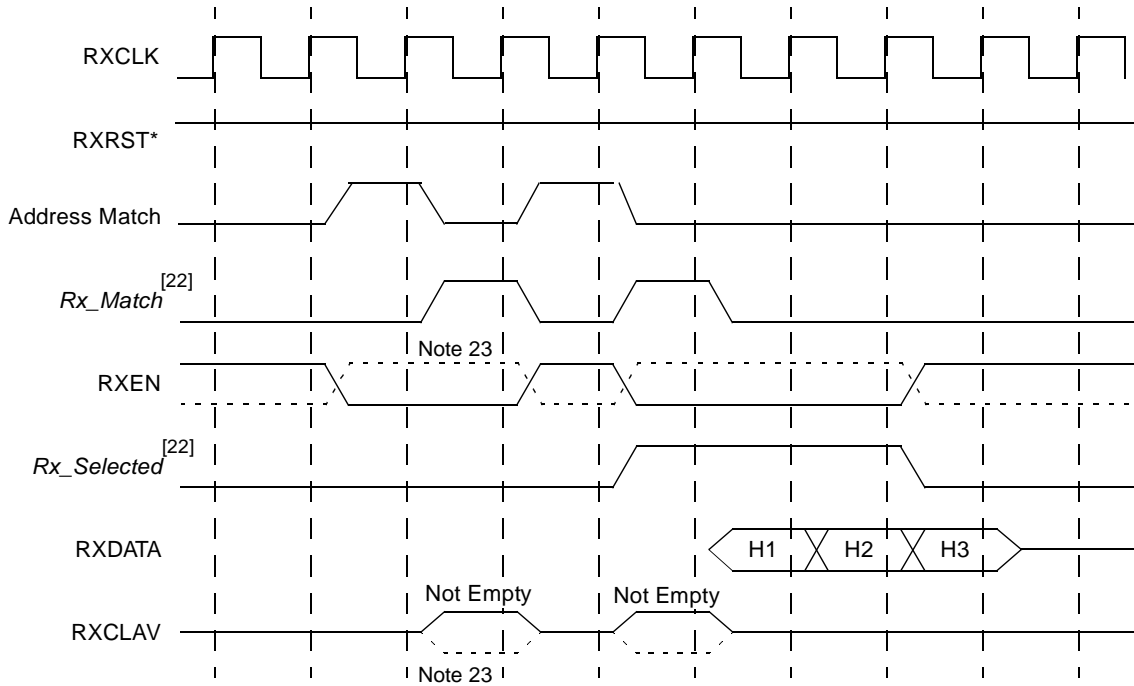 RXCLK
RXRST*
Address Match
Rx_Match[22]
Note 23
RXEN
Rx_Selected[22]
RXDATA
H1
H2
H3
Not Empty
Not Empty
RXCLAV
Note 23